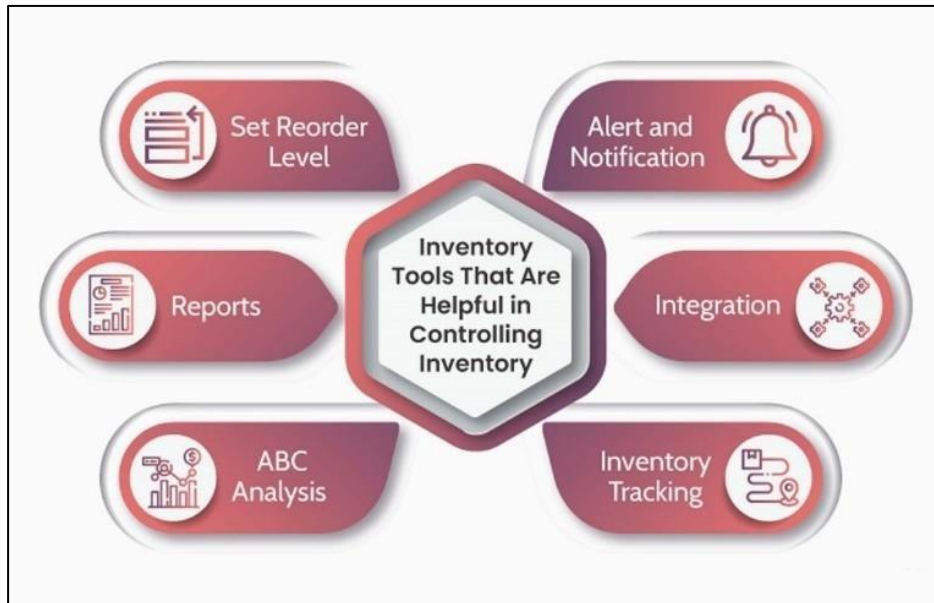 Set Reorder
Level
Alert and
Notification
Inventory
Tools That Are
Helpful in
Controlling
Inventory
Reports
Integration
ABC
Analysis
Inventory
Tracking